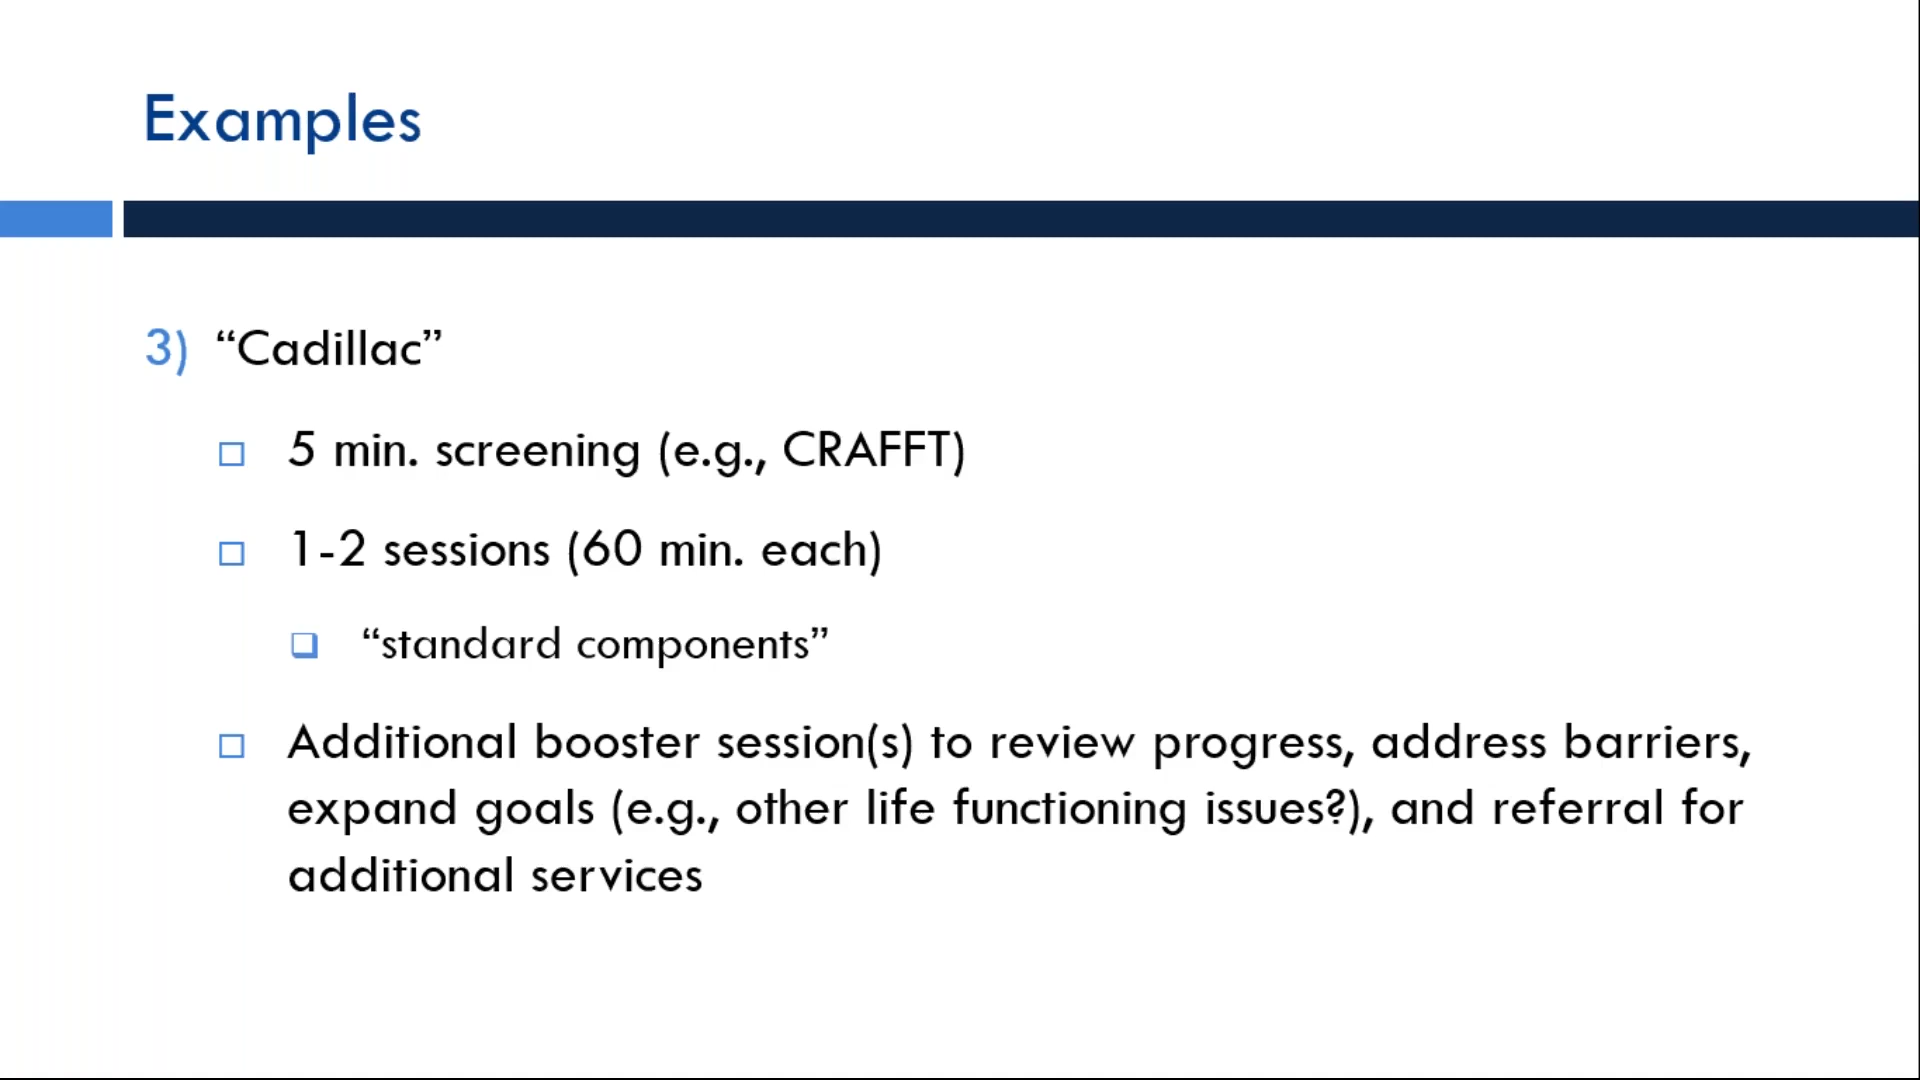 Examples
3) “Cadillac”
5 min. screening (e.g., CRAFFT)
1-2 sessions (60 min. each)
“standard components”
Additional booster session(s) to review progress, address barriers,
expand goals (e.g., other life functioning issues?), and referral for
additional services